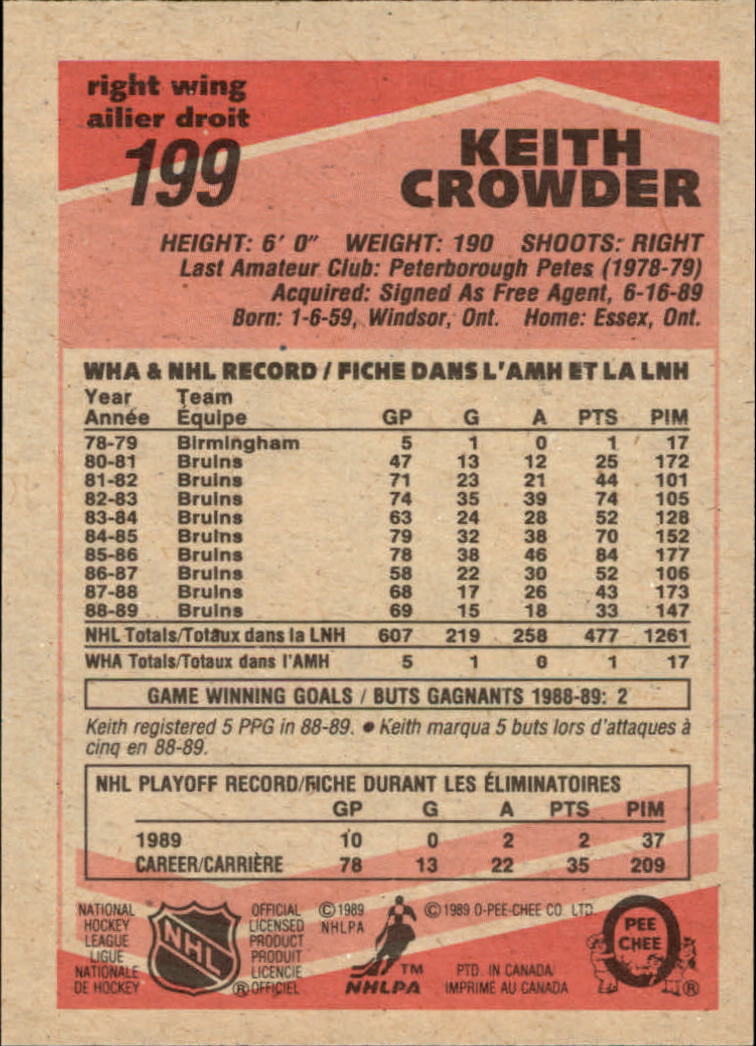 right wing
ailier droit
199
KEITH
CROWDER
HEIGHT: 6' 0" WEIGHT: 190 SHOOTS: RIGHT
Last Amateur Club: Peterborough Petes (1978-79)
Acquired: Signed As Free Agent, 6-16-89
Born: 1-6-59, Windsor, Ont. Home: Essex, Ont.
WHA & NHL RECORD / FICHE DANS L'AMH ET LA LNH
Year Team
Année Équipe GP G A PTS PIM
78-79 Birmingham 5 1 0 1 17
80-81 Bruins 47 13 12 25 172
81-82 Bruins 71 23 21 44 101
82-83 Bruins 74 35 39 74 105
83-84 Bruins 63 24 28 52 128
84-85 Bruins 79 32 38 70 152
85-86 Bruins 78 38 46 84 177
86-87 Bruins 58 22 30 52 106
87-88 Bruins 68 17 26 43 173
88-89 Bruins 69 15 18 33 147
NHL Totals/Totaux dans la LNH 607 219 258 477 1261
WHA Totals/Totaux dans l'AMH 5 1 0 1 17
GAME WINNING GOALS / BUTS GAGNANTS 1988-89: 2
Keith registered 5 PPG in 88-89. ● Keith marqua 5 buts lors d'attaques à
cinq en 88-89.
NHL PLAYOFF RECORD/FICHE DURANT LES ÉLIMINATOIRES
GP G A PTS PIM
1989 10 0 2 2 37
CAREER/CARRIÈRE 78 13 22 35 209
NATIONAL
HOCKEY
LEAGUE
LIGUE
NATIONALE
DE HOCKEY
NHL
®
OFFICIAL
LICENSED
PRODUCT
PRODUIT
LICENCIE
OFFICIEL
©1989
NHLPA
TM
NHLPA
©1989 O-PEE-CHEE CO. LTD.
PTD. IN CANADA
IMPRIMÉ AU CANADA
O
PEE
CHEE
®